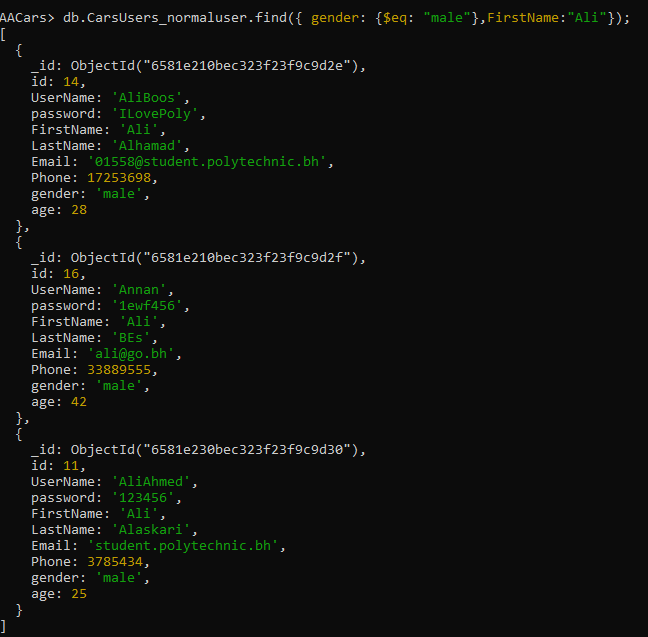 AACars> db.CarsUsers_normaluser.find({ gender: {$eq: "male"},FirstName:"Ali"});
[
  {
    _id: ObjectId("6581e210bec323f23f9c9d2e"),
    id: 14,
    UserName: 'AliBoos',
    password: 'ILovePoly',
    FirstName: 'Ali',
    LastName: 'Alhamad',
    Email: '01558@student.polytechnic.bh',
    Phone: 17253698,
    gender: 'male',
    age: 28
  },
  {
    _id: ObjectId("6581e210bec323f23f9c9d2f"),
    id: 16,
    UserName: 'Annan',
    password: '1ewf456',
    FirstName: 'Ali',
    LastName: 'BEs',
    Email: 'ali@go.bh',
    Phone: 33889555,
    gender: 'male',
    age: 42
  },
  {
    _id: ObjectId("6581e230bec323f23f9c9d30"),
    id: 11,
    UserName: 'AliAhmed',
    password: '123456',
    FirstName: 'Ali',
    LastName: 'Alaskari',
    Email: 'student.polytechnic.bh',
    Phone: 3785434,
    gender: 'male',
    age: 25
  }
]